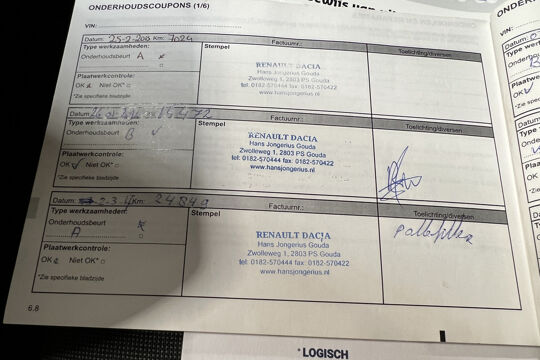 ONDERHOUDSCOUPONS (1/6)
VIN:
Datum: 25-2-2015 Km: 7024
Factuurnr.:
Toelichting/diversen
Type werkzaamheden:
Stempel
Onderhoudsbeurt A
Plaatwerkcontrole:
OK Niet OK*
*Zie specifieke bladzijde
RENAULT DACIA
Hans Jongerius Gouda
Zwolleweg 1, 2803 PS Gouda
tel: 0182-570444 fax: 0182-570422
www.hansjongerius.nl
Datum:
Factuurnr.:
Toelichting/diversen
Type werkzaamheden:
Stempel
Onderhoudsbeurt B
Plaatwerkcontrole:
OK Niet OK*
*Zie specifieke bladzijde
RENAULT DACIA
Hans Jongerius Gouda
Zwolleweg 1, 2803 PS Gouda
tel: 0182-570444 fax: 0182-570422
www.hansjongerius.nl
Datum: Km: 24849
Factuurnr.:
Toelichting/diversen
Type werkzaamheden:
Stempel
Onderhoudsbeurt
A
Plaatwerkcontrole:
OK Niet OK*
*Zie specifieke bladzijde
RENAULT DACIA
Hans Jongerius Gouda
Zwolleweg 1, 2803 PS Gouda
tel: 0182-570444 fax: 0182-570422
www.hansjongerius.nl
6.8
ONDERH
VIN:
* LOGISCH